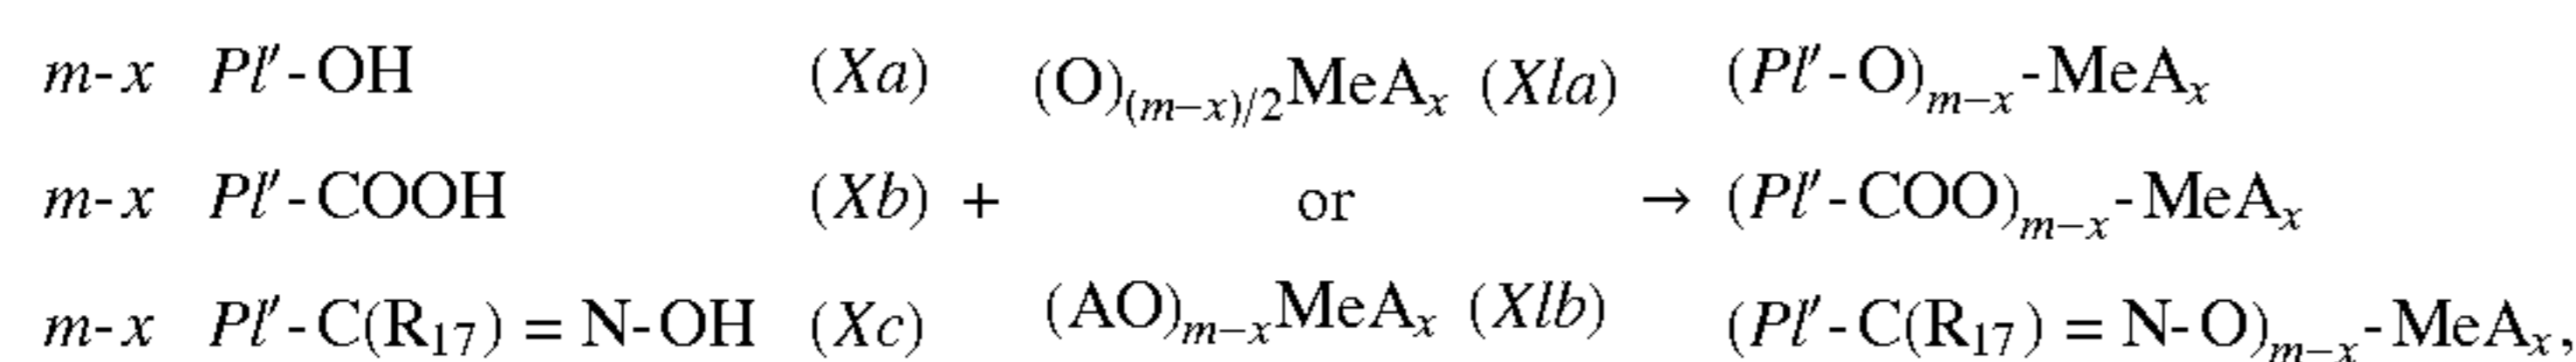 m-x Pl′-OH (Xa) (O)₍ₘ₋ₓ₎/₂MeAₓ (XIa) (Pl′-O)ₘ₋ₓ-MeAₓ
m-x Pl′-COOH (Xb) + or → (Pl′-COO)ₘ₋ₓ-MeAₓ
m-x Pl′-C(R₁₇) = N-OH (Xc) (AO)ₘ₋ₓMeAₓ (XIb) (Pl′-C(R₁₇) = N-O)ₘ₋ₓ-MeAₓ,